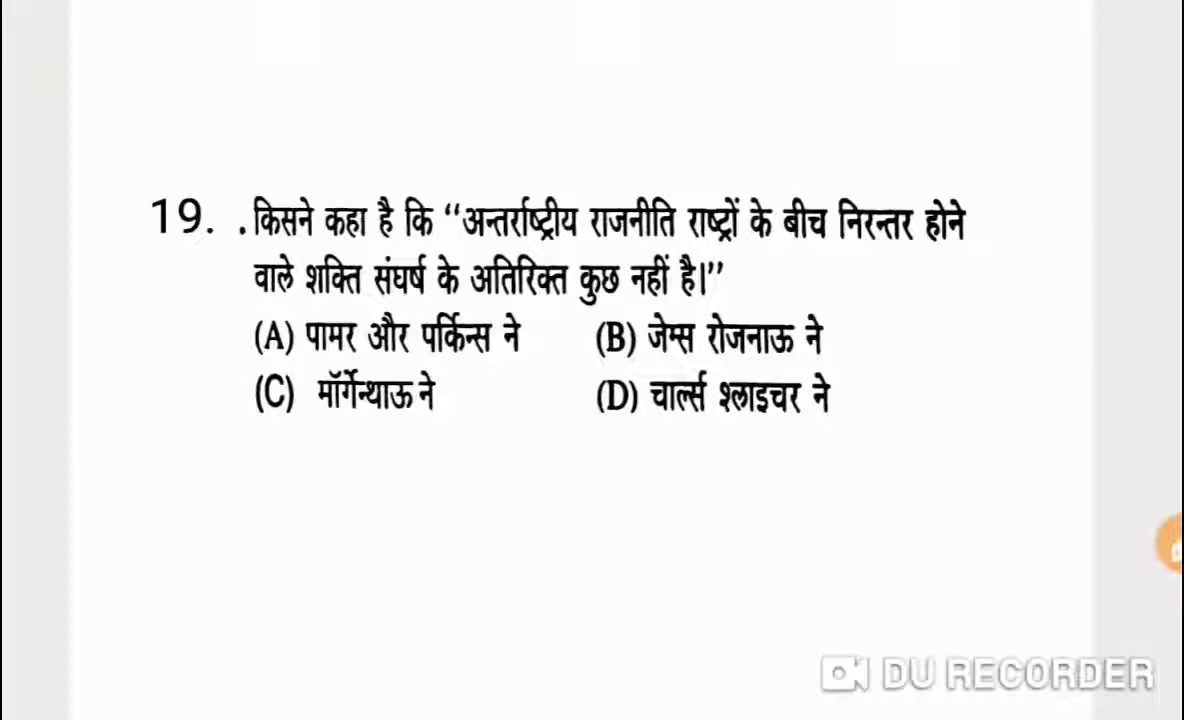 19. . किसने कहा है कि “अन्तर्राष्ट्रीय राजनीति राष्ट्रों के बीच निरन्तर होने
वाले शक्ति संघर्ष के अतिरिक्त कुछ नहीं है।”
(A) पामर और पर्किन्स ने (B) जेम्स रोजनाऊ ने
(C) मॉर्गेन्थाऊ ने (D) चार्ल्स श्लाइचर ने
DU RECORDER